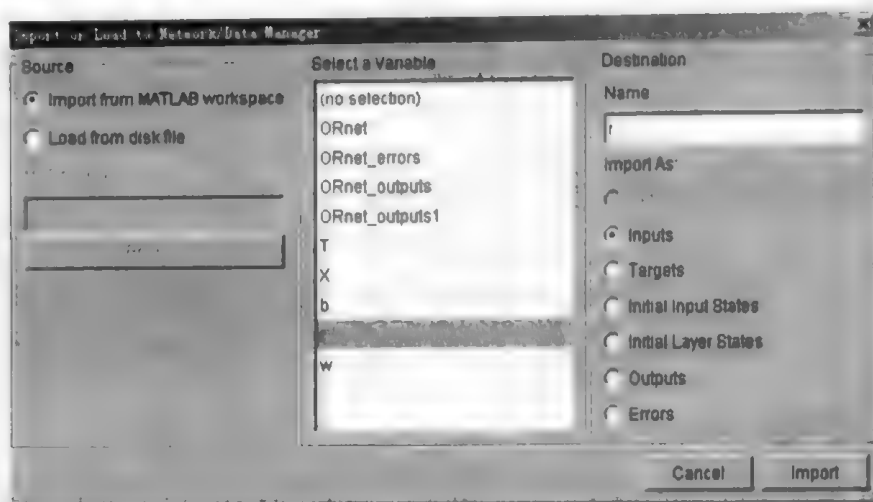 or Load to Network/Data Manager
Source
Import from MATLAB workspace
Load from disk file
Select a Variable
(no selection)
ORnet
ORnet_errors
ORnet_outputs
ORnet_outputs1
T
X
b
w
Destination
Name
r
Import As:
Inputs
Targets
Initial Input States
Initial Layer States
Outputs
Errors
Cancel
Import